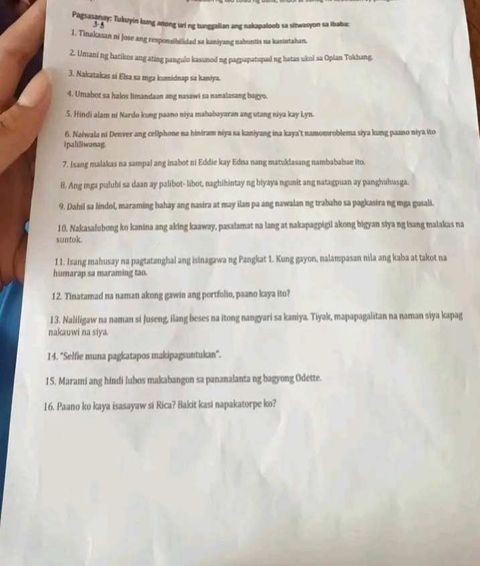 Pagsasanay: Tukuyin kung anong uri ng tunggalian ang nakapaloob sa sitwasyon sa ibaba:
1. Tinakasan ni Jose ang responsibilidad sa kaniyang nabuntis na kasintahan.
2. Umani ng batikos ang ating pangulo kasunod ng pagpapatupad ng batas ukol sa Oplan Tokhang.
3. Nakatakas si Elsa sa mga kumidnap sa kaniya.
4. Umabot sa halos limandaan ang nasawi sa nanalasang bagyo.
5. Hindi alam ni Nardo kung paano niya mababayaran ang utang niya kay Lyn.
6. Naiwala ni Denver ang cellphone na hiniram niya sa kaniyang ina kaya't namomroblema siya kung paano niya ito
ipaliliwanag.
7. Isang malakas na sampal ang inabot ni Eddie kay Edna nang matuklasang nambababae ito.
8. Ang mga pulubi sa daan ay palibot- libot, naghihintay ng biyaya ngunit ang natagpuan ay panghuhusga.
9. Dahil sa lindol, maraming bahay ang nasira at may ilan pa ang nawalan ng trabaho sa pagkasira ng mga gusali.
10. Nakasalubong ko kanina ang aking kaaway, pasalamat na lang at nakapagpigil akong bigyan siya ng isang malakas na
suntok.
11. Isang mahusay na pagtatanghal ang isinagawa ng Pangkat 1. Kung gayon, nalampasan nila ang kaba at takot na
humarap sa maraming tao.
12. Tinatamad na naman akong gawin ang portfolio, paano kaya ito?
13. Naliligaw na naman si Juseng, ilang beses na itong nangyari sa kaniya. Tiyak, mapapagalitan na naman siya kapag
nakauwi na siya.
14. "Selfie muna pagkatapos makipagsuntukan".
15. Marami ang hindi lubos makabangon sa pananalanta ng bagyong Odette.
16. Paano ko kaya isasayaw si Rica? Bakit kasi napakatorpe ko?